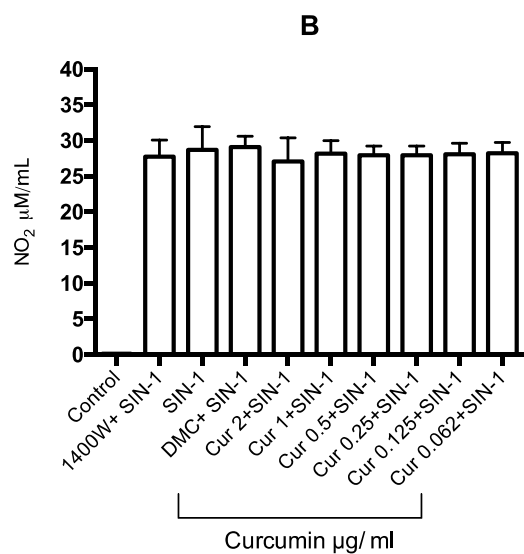 B
NO2 μM/mL
40
35
30
25
20
15
10
5
0
Control
1400W+ SIN-1
SIN-1
DMC+ SIN-1
Cur 2+SIN-1
Cur 1+SIN-1
Cur 0.5+SIN-1
Cur 0.25+SIN-1
Cur 0.125+SIN-1
Cur 0.062+SIN-1
Curcumin μg/ ml